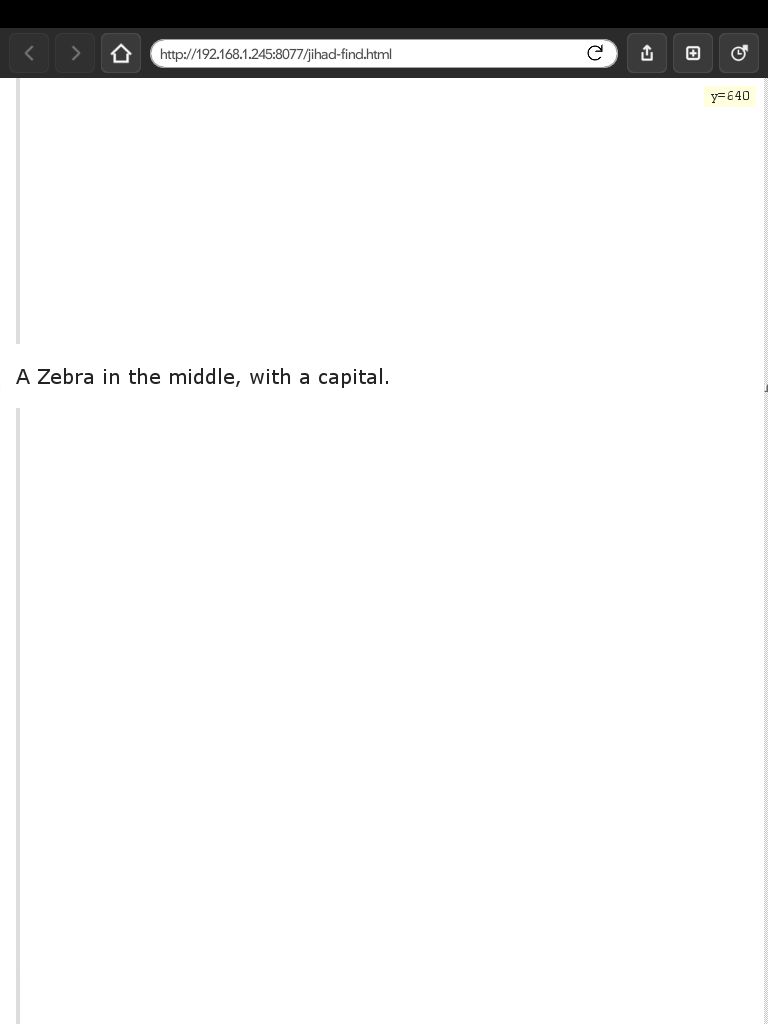 http://192.168.1.245:8077/jihad-find.html
y=640
A Zebra in the middle, with a capital.